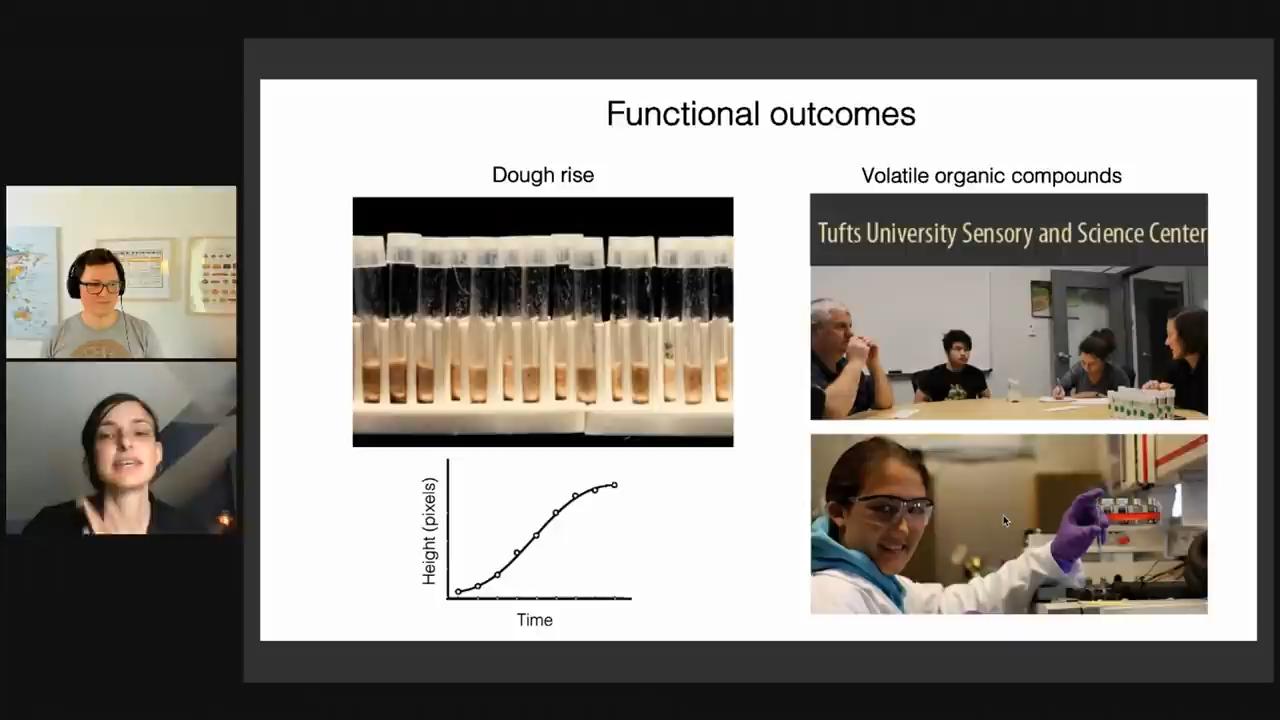 Functional outcomes
Dough rise
Height (pixels)
Time
Volatile organic compounds
Tufts University Sensory and Science Center